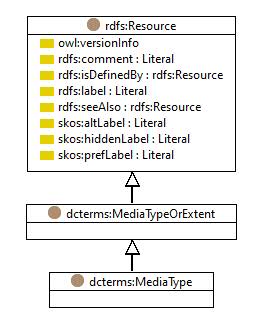 rdfs:Resource
owl:versionInfo
rdfs:comment : Literal
rdfs:isDefinedBy : rdfs:Resource
rdfs:label : Literal
rdfs:seeAlso : rdfs:Resource
skos:altLabel : Literal
skos:hiddenLabel : Literal
skos:prefLabel : Literal
dcterms:MediaTypeOrExtent
dcterms:MediaType